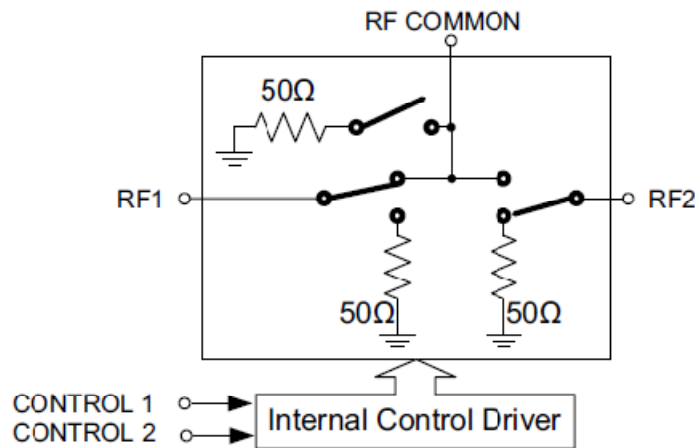 RF COMMON
50Ω
RF1
RF2
50Ω
50Ω
CONTROL 1
CONTROL 2
Internal Control Driver